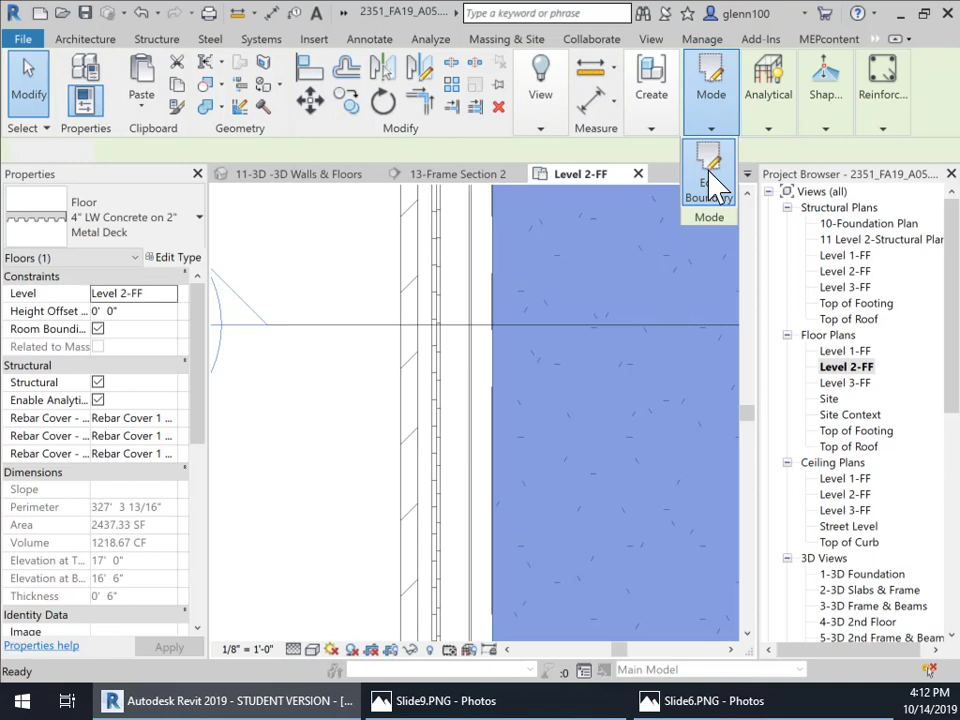 2351_FA19_A05....
Type a keyword or phrase
glenn100
File Architecture Structure Steel Systems Insert Annotate Analyze Massing & Site Collaborate View Manage Add-Ins MEPcontent
Modify
Paste
View
Create
Mode
Analytical
Shap...
Reinforc...
Select Properties Clipboard Geometry Modify Measure
Boundary
Mode
Properties
11-3D -3D Walls & Floors
13-Frame Section 2
Level 2-FF
Project Browser - 2351_FA19_A05....
Floor
4" LW Concrete on 2"
Metal Deck
Floors (1)
Edit Type
Constraints
Level Level 2-FF
Height Offset ... 0' 0"
Room Boundi...
Related to Mass
Structural
Structural
Enable Analyti...
Rebar Cover - ... Rebar Cover 1 ...
Rebar Cover - ... Rebar Cover 1 ...
Rebar Cover - ... Rebar Cover 1 ...
Dimensions
Slope
Perimeter 327' 3 13/16"
Area 2437.33 SF
Volume 1218.67 CF
Elevation at T... 17' 0"
Elevation at B... 16' 6"
Thickness 0' 6"
Identity Data
Image
Properties help
Apply
Views (all)
Structural Plans
10-Foundation Plan
11 Level 2-Structural Plan
Level 1-FF
Level 2-FF
Level 3-FF
Top of Footing
Top of Roof
Floor Plans
Level 1-FF
Level 2-FF
Level 3-FF
Site
Site Context
Top of Footing
Top of Roof
Ceiling Plans
Level 1-FF
Level 2-FF
Level 3-FF
Street Level
Top of Curb
3D Views
1-3D Foundation
2-3D Slabs & Frame
3-3D Frame & Beams
4-3D 2nd Floor
5-3D 2nd Frame & Beam
1/8" = 1'-0"
Ready
:0
Main Model
Autodesk Revit 2019 - STUDENT VERSION - [...
Slide9.PNG - Photos
Slide6.PNG - Photos
4:12 PM
10/14/2019